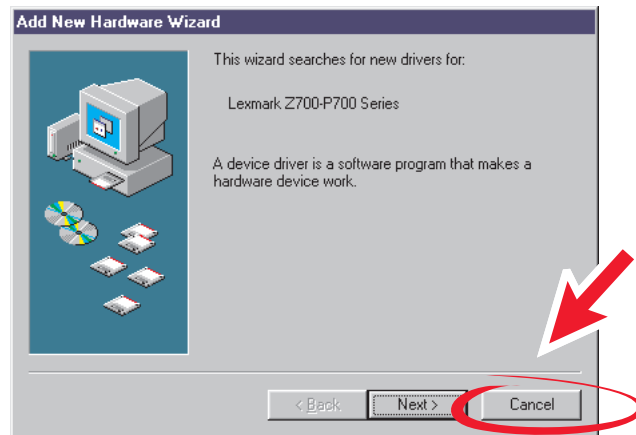 Add New Hardware Wizard
This wizard searches for new drivers for:
Lexmark Z700-P700 Series
A device driver is a software program that makes a
hardware device work.
< Back
Next >
Cancel